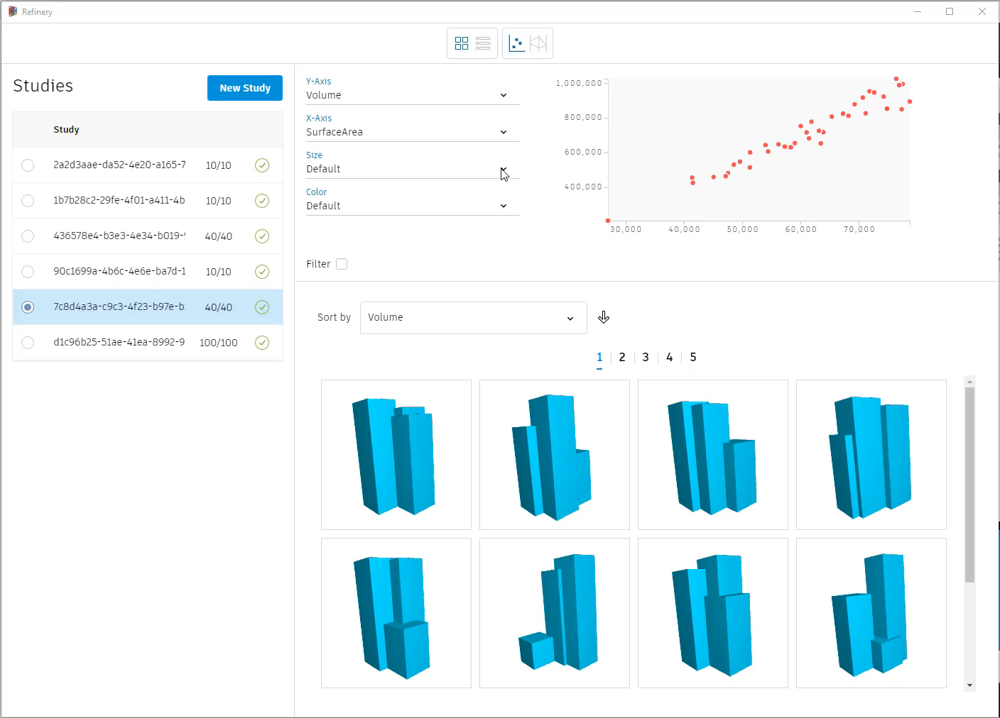 Refinery
Studies
New Study
Study
2a2d3aae-da52-4e20-a165-7 10/10
1b7b28c2-29fe-4f01-a411-4b 10/10
436578e4-b3e3-4e34-b019- 40/40
90c1699a-4b6c-4e6e-ba7d-1 10/10
7c8d4a3a-c9c3-4f23-b97e-b 40/40
d1c96b25-51ae-41ea-8992-9 100/100
Y-Axis
Volume
X-Axis
SurfaceArea
Size
Default
Color
Default
Filter
1,000,000
800,000
600,000
400,000
30,000 40,000 50,000 60,000 70,000
Sort by Volume
1 2 3 4 5